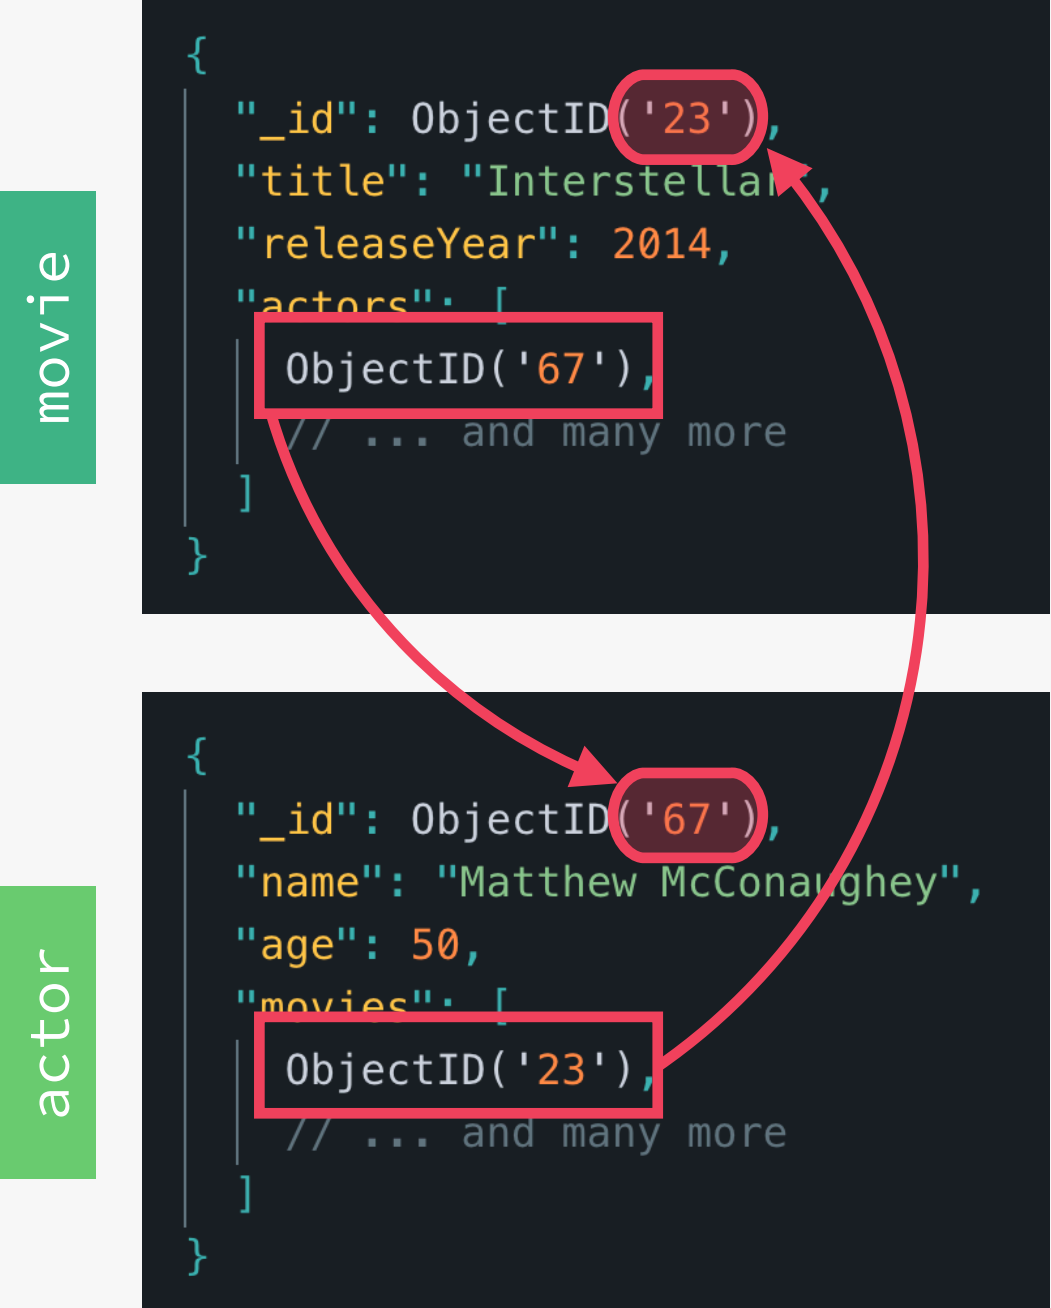 movie
{
"_id": ObjectID('23'),
"title": "Interstellar",
"releaseYear": 2014,
"actors": [
ObjectID('67'),
// ... and many more
]
}
actor
{
"_id": ObjectID('67'),
"name": "Matthew McConaughey",
"age": 50,
"movies": [
ObjectID('23'),
// ... and many more
]
}